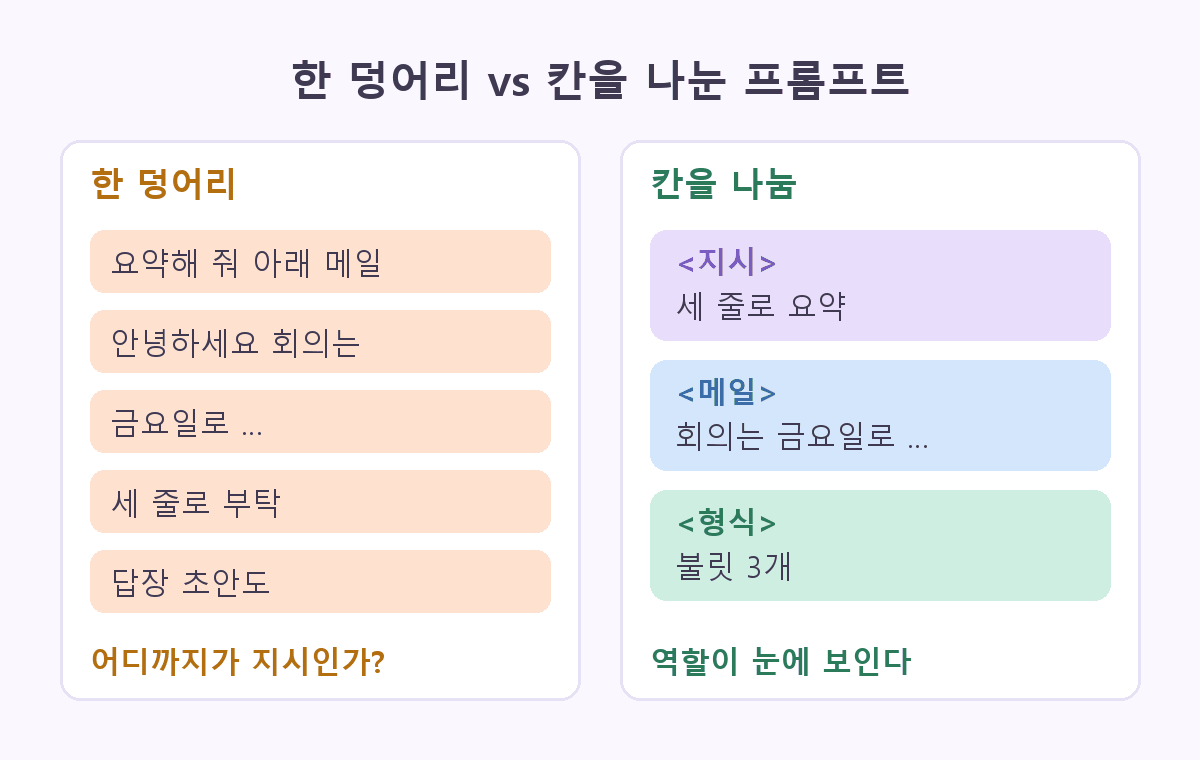 한 덩어리 vs 칸을 나눈 프롬프트
한 덩어리
요약해 줘 아래 메일
안녕하세요 회의는
금요일로 ...
세 줄로 부탁
답장 초안도
어디까지가 지시인가?
칸을 나눔
<지시>
세 줄로 요약
<메일>
회의는 금요일로 ...
<형식>
불릿 3개
역할이 눈에 보인다